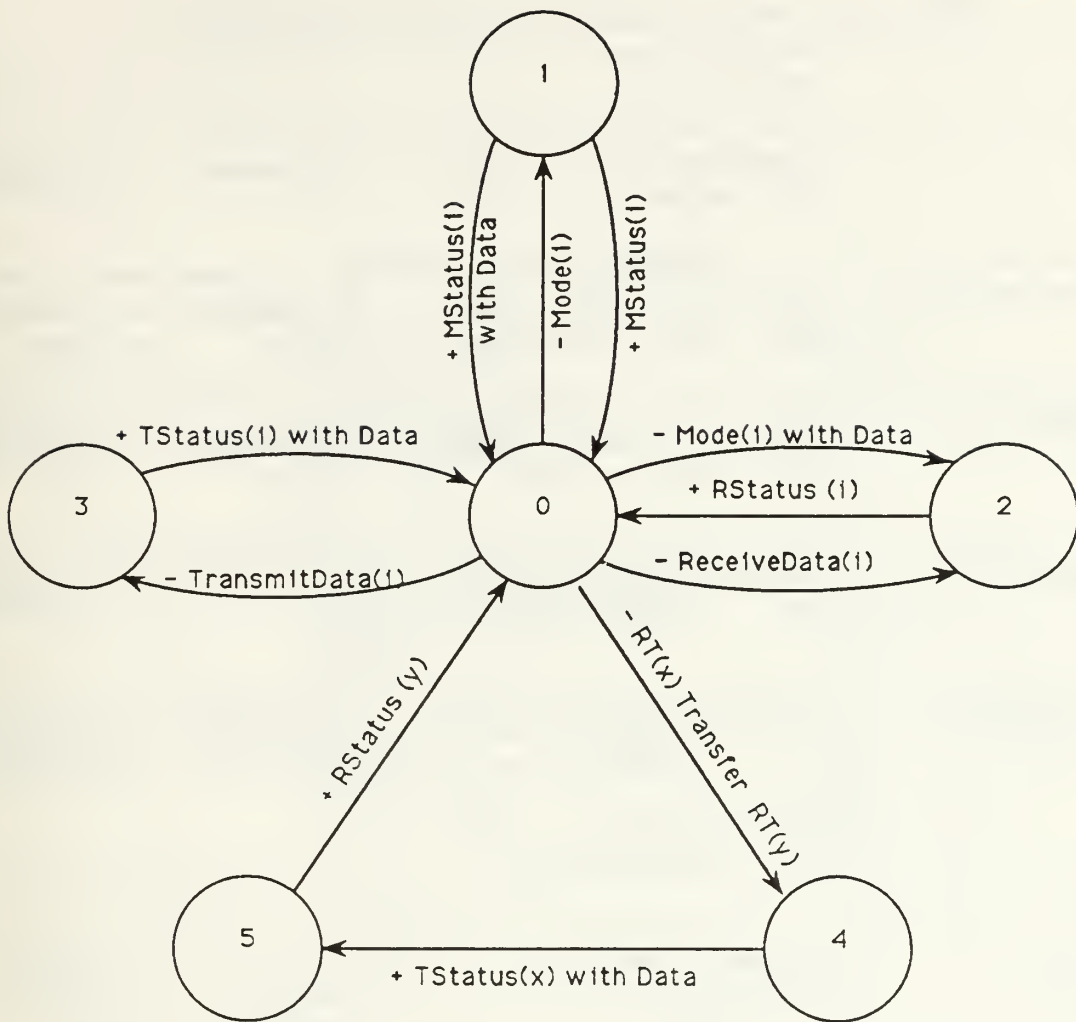 1
+ MStatus(i)
with Data
- Mode(i)
+ MStatus(i)
+ TStatus(i) with Data
- Mode(i) with Data
3
0
+ RStatus (i)
2
- TransmitData(i)
- ReceiveData(i)
+ RStatus (y)
- RT(x) Transfer RT(y)
5
4
+ TStatus(x) with Data